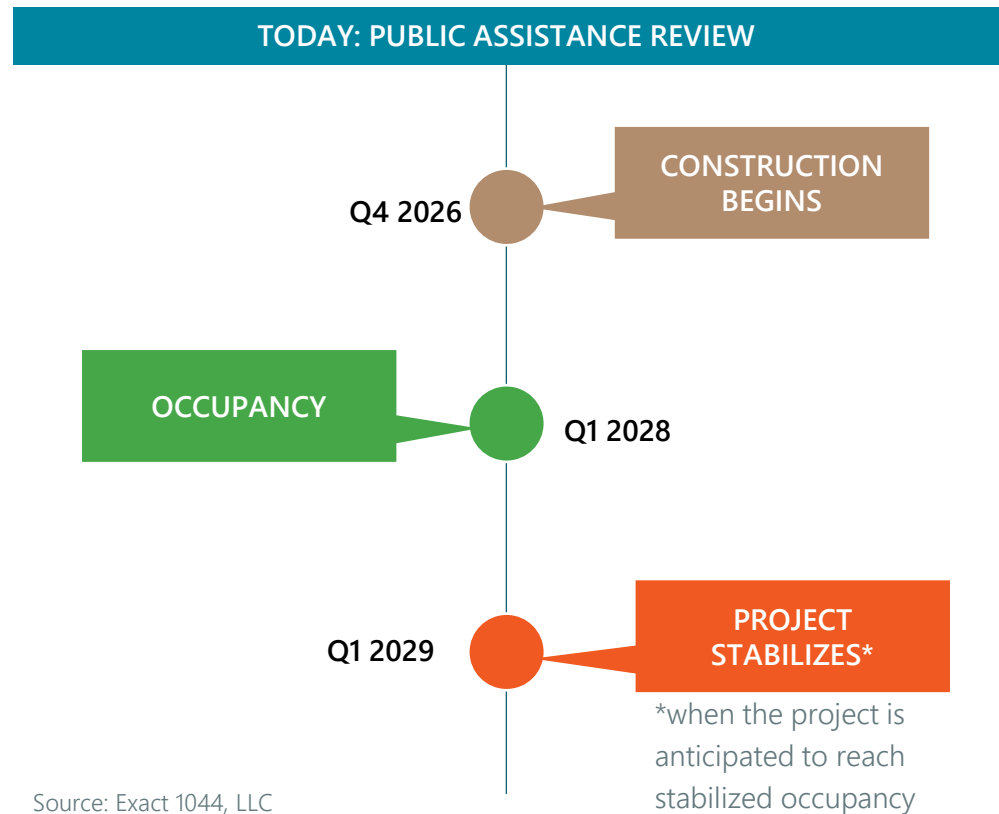 TODAY: PUBLIC ASSISTANCE REVIEW
CONSTRUCTION
BEGINS
Q4 2026
OCCUPANCY
Q1 2028
PROJECT
STABILIZES*
Q1 2029
*when the project is
anticipated to reach
stabilized occupancy
Source: Exact 1044, LLC